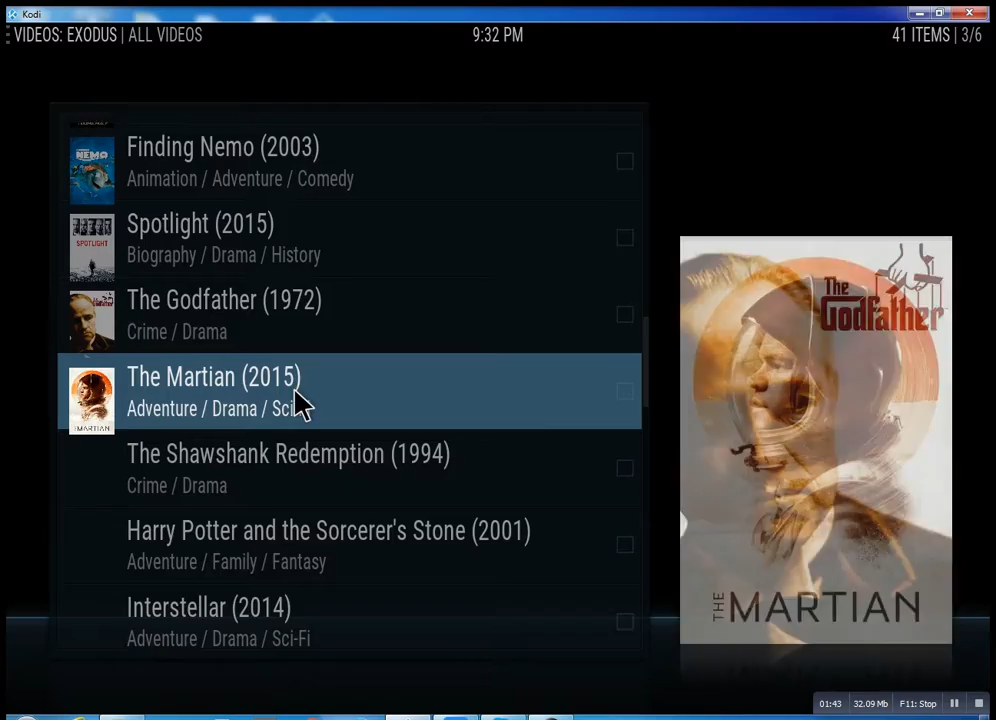 Kodi
VIDEOS: EXODUS | ALL VIDEOS
9:32 PM
41 ITEMS | 3/6
Finding Nemo (2003)
Animation / Adventure / Comedy
Spotlight (2015)
Biography / Drama / History
The Godfather (1972)
Crime / Drama
The Martian (2015)
Adventure / Drama / Sci
The Shawshank Redemption (1994)
Crime / Drama
Harry Potter and the Sorcerer's Stone (2001)
Adventure / Family / Fantasy
Interstellar (2014)
Adventure / Drama / Sci-Fi
NEMO
SPOTLIGHT
MARTIAN
The
Godfather
THE MARTIAN
01:43
32.09 Mb
F11: Stop